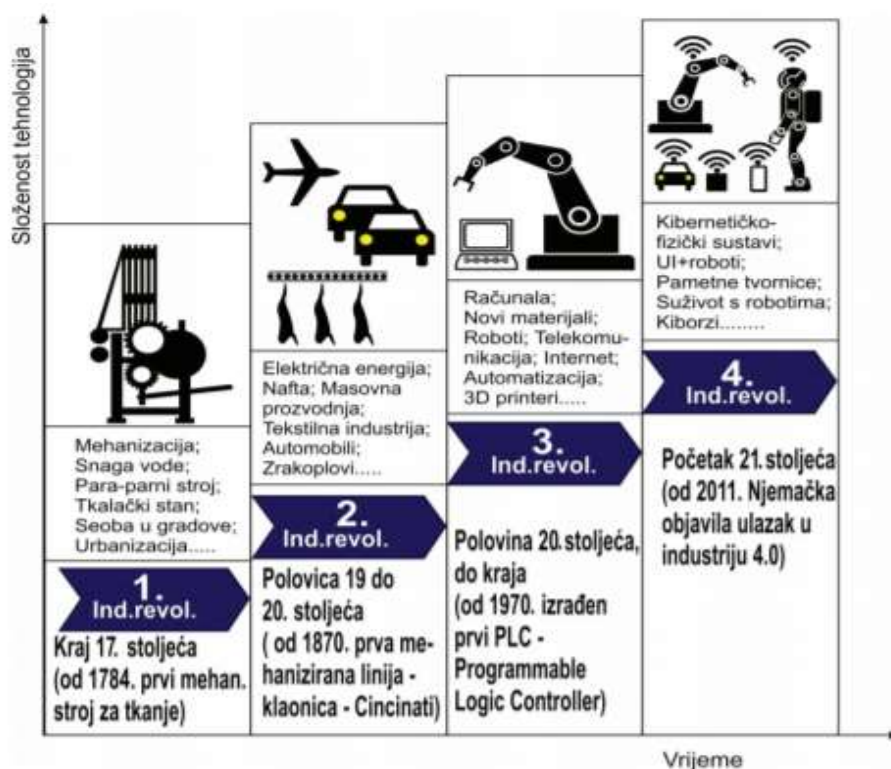 Složenost tehnologija
Mehanizacija;
Snaga vode;
Para-parni stroj;
Tkalački stan;
Seoba u gradove;
Urbanizacija.....
1.
Ind.revol.
Kraj 17. stoljeća
(od 1784. prvi mehan.
stroj za tkanje)
Električna energija;
Nafta; Masovna
prozvodnja;
Tekstilna industrija;
Automobili;
Zrakoplovi.....
2.
Ind.revol.
Polovica 19 do
20. stoljeća
( od 1870. prva me-
hanizirana linija -
klaonica - Cincinati)
Računala;
Novi materijali;
Roboti; Telekomu-
nikacija; Internet;
Automatizacija;
3D printeri.....
3.
Ind.revol.
Polovina 20.stoljeća,
do kraja
(od 1970. izrađen
prvi PLC -
Programmable
Logic Controller)
Kibernetičko-
fizički sustavi;
UI+roboti;
Pametne tvornice;
Suživot s robotima;
Kiborzi........
4.
Ind.revol.
Početak 21.stoljeća
(od 2011. Njemačka
objavila ulazak u
industriju 4.0)
Vrijeme